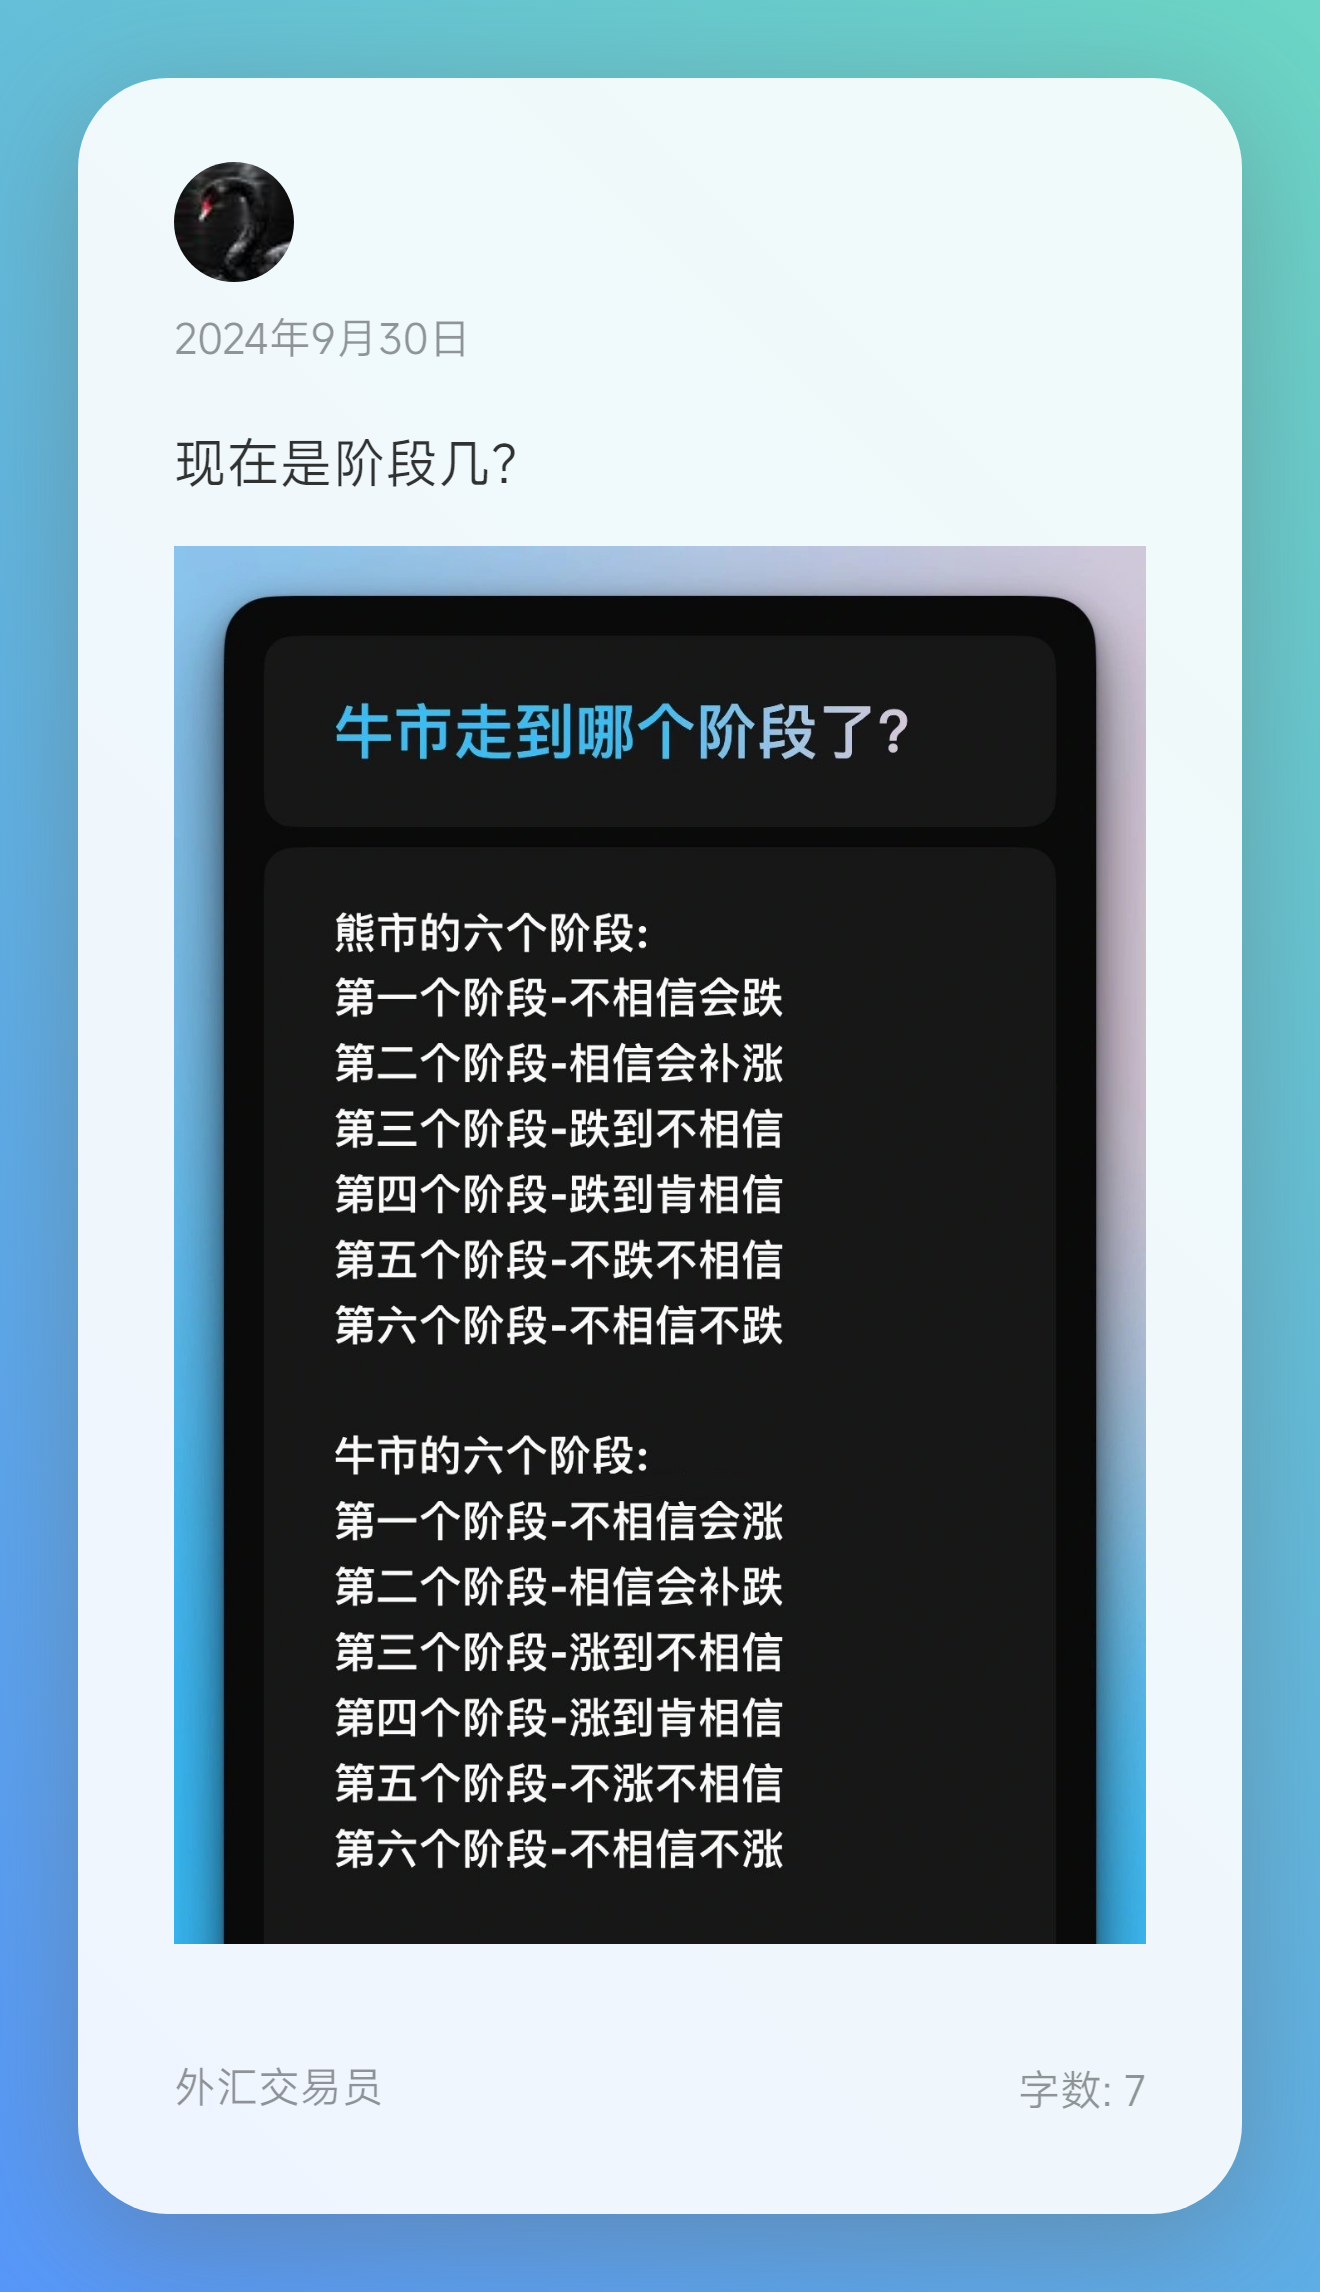 2024年9月30日
现在是阶段几?
牛市走到哪个阶段了?
熊市的六个阶段:
第一个阶段-不相信会跌
第二个阶段-相信会补涨
第三个阶段-跌到不相信
第四个阶段-跌到肯相信
第五个阶段-不跌不相信
第六个阶段-不相信不跌
牛市的六个阶段:
第一个阶段-不相信会涨
第二个阶段-相信会补跌
第三个阶段-涨到不相信
第四个阶段-涨到肯相信
第五个阶段-不涨不相信
第六个阶段-不相信不涨
外汇交易员
字数: 7